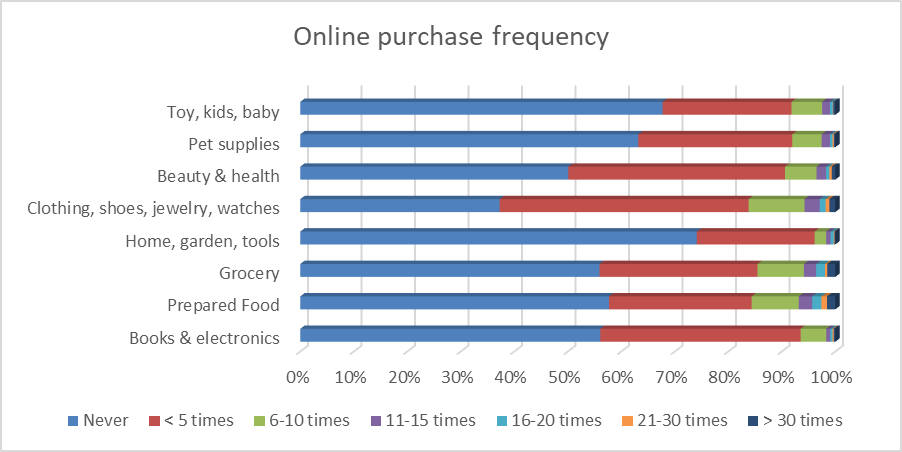 Online purchase frequency
Toy, kids, baby
Pet supplies
Beauty & health
Clothing, shoes, jewelry, watches
Home, garden, tools
Grocery
Prepared Food
Books & electronics
0% 10% 20% 30% 40% 50% 60% 70% 80% 90% 100%
Never < 5 times 6-10 times 11-15 times 16-20 times 21-30 times > 30 times